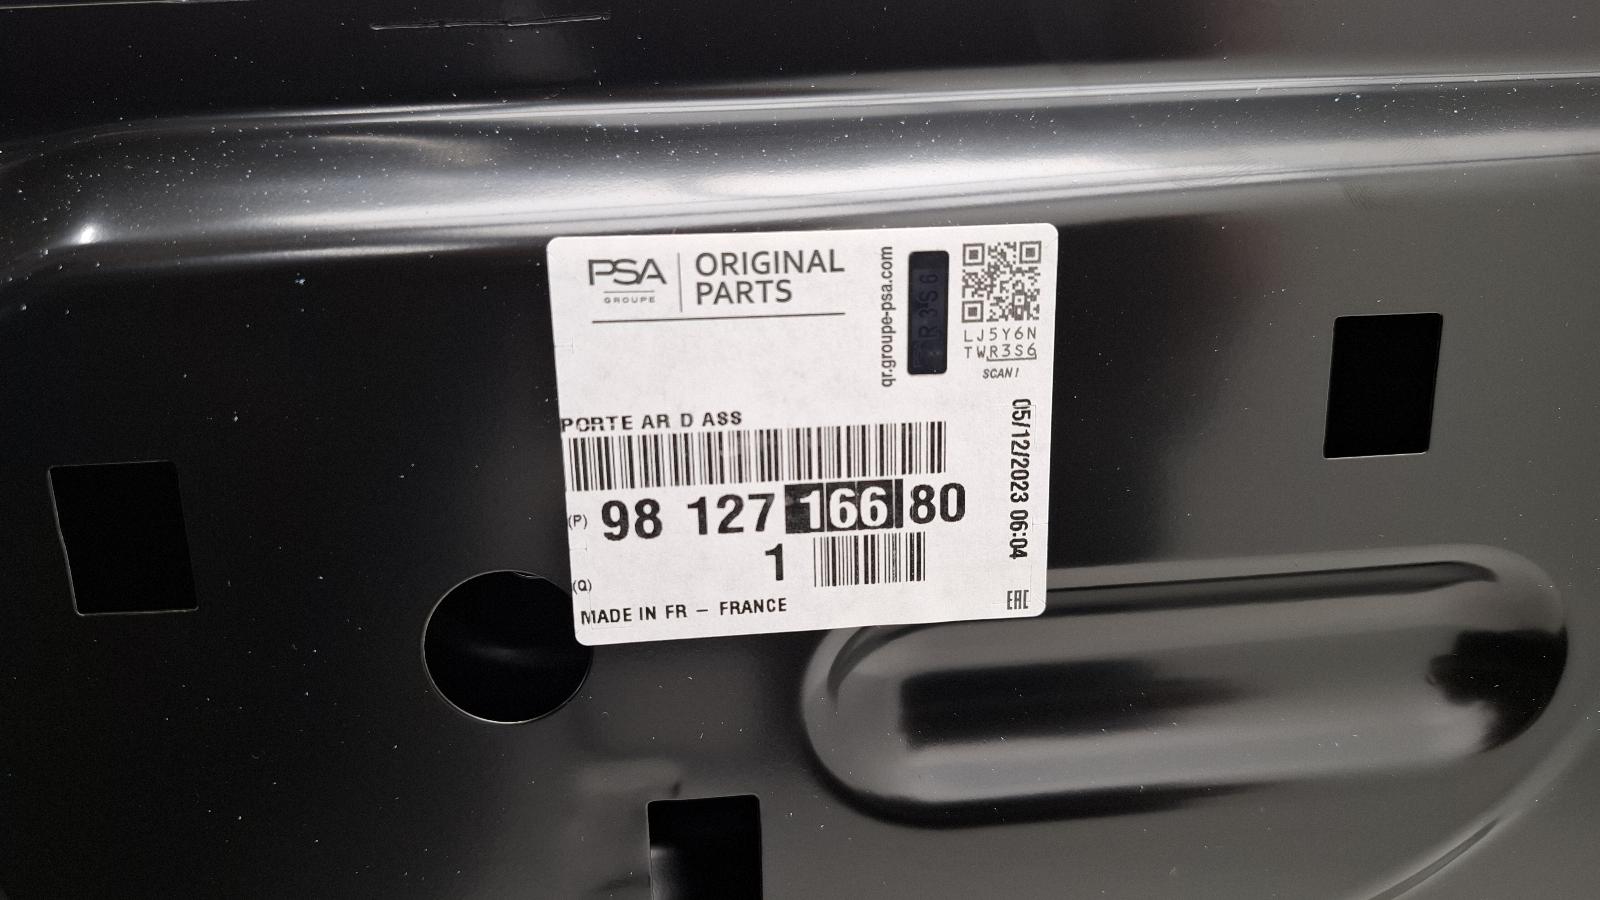 PSA
GROUPE
ORIGINAL
PARTS
qr.groupe-psa.com
R3S6
LJ5Y6N
TWR3S6
SCAN!
PORTE AR D ASS
(P) 98 127 166 80
(Q) 1
MADE IN FR – FRANCE
05/12/2023 06:04
EAC